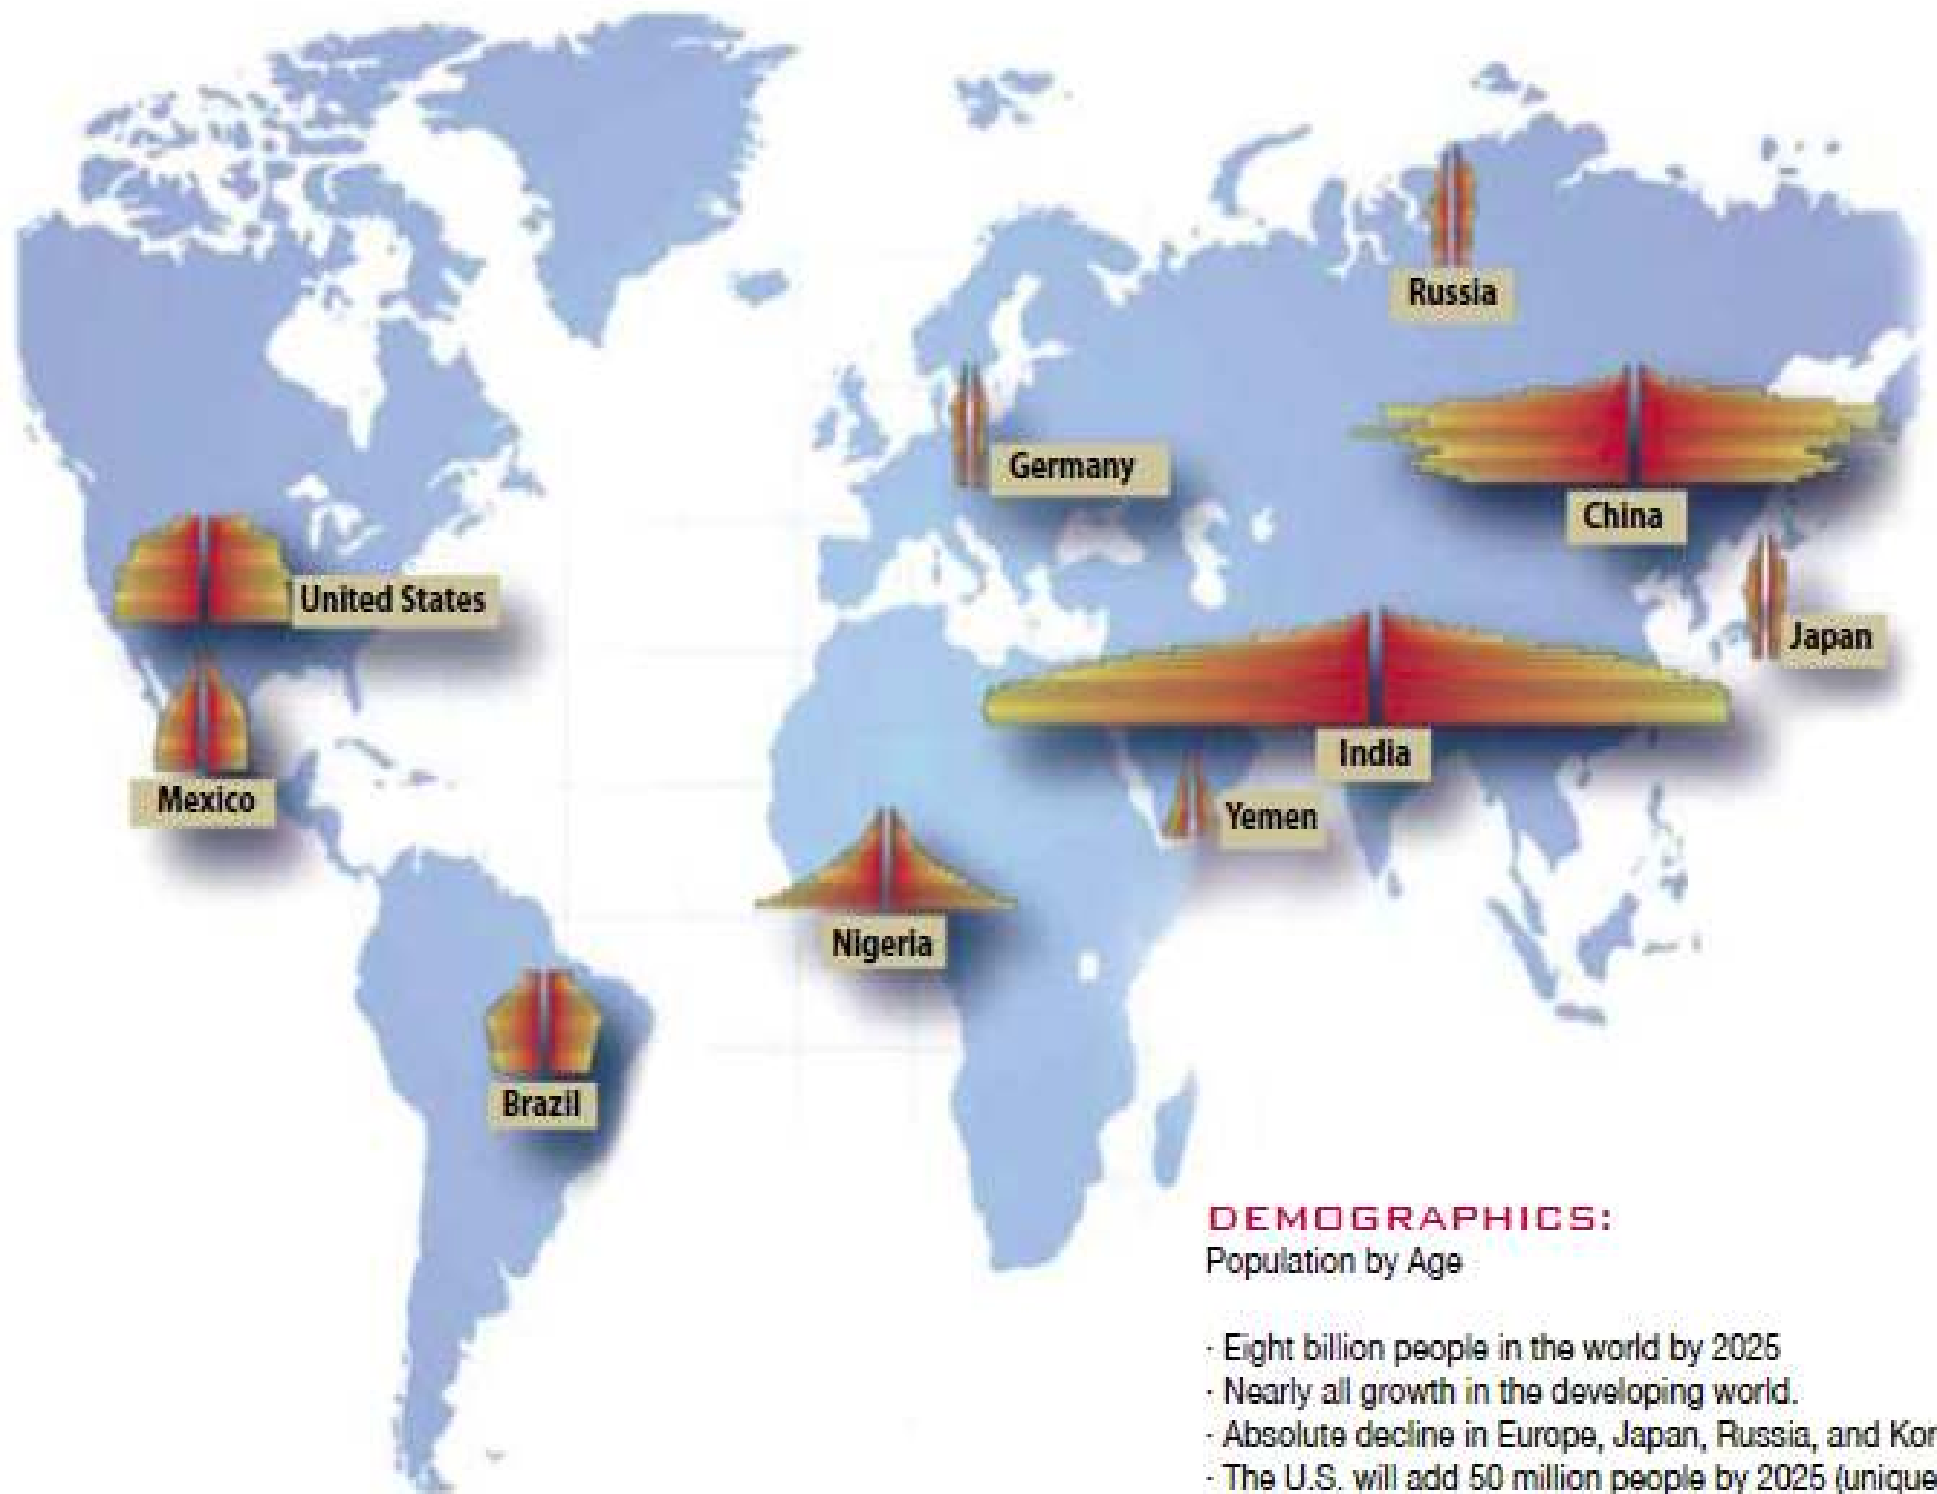 Russia
Germany
China
United States
Japan
India
Mexico
Yemen
Nigeria
Brazil
DEMOGRAPHICS:
Population by Age
· Eight billion people in the world by 2025
· Nearly all growth in the developing world.
· Absolute decline in Europe, Japan, Russia, and Kor
· The U.S. will add 50 million people by 2025 (unique